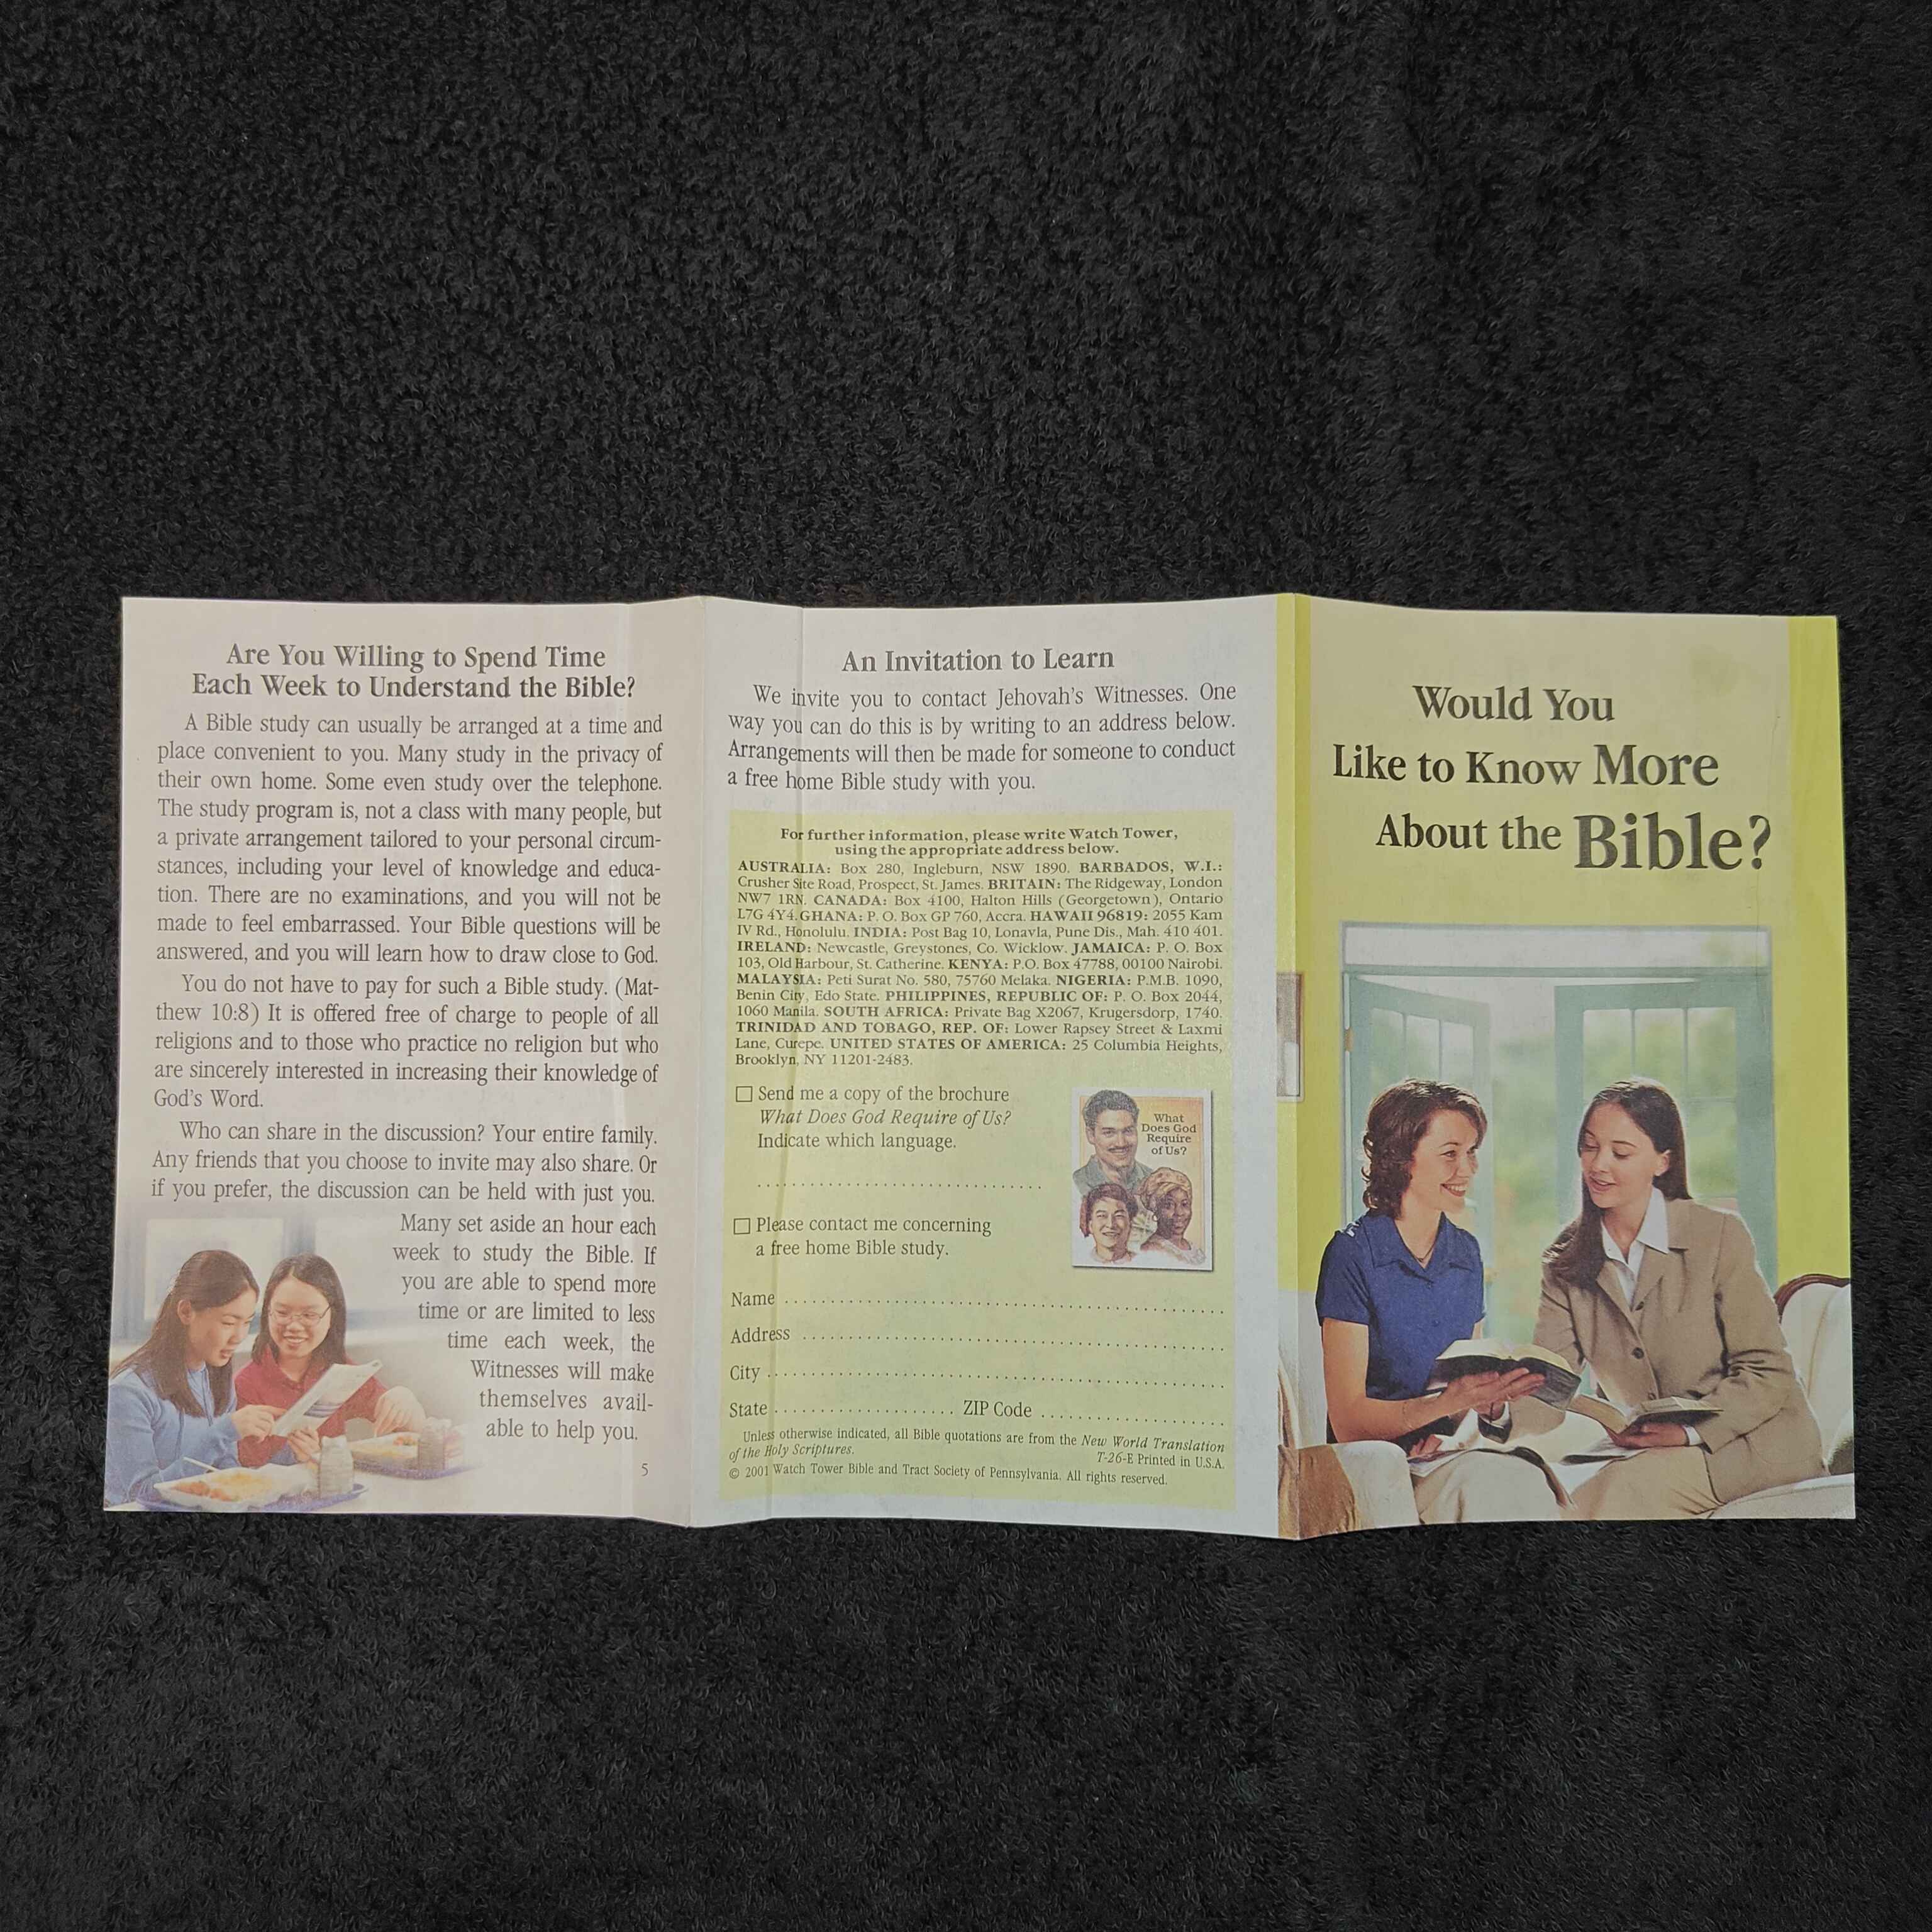 Are You Willing to Spend Time
Each Week to Understand the Bible?
A Bible study can usually be arranged at a time and
place convenient to you. Many study in the privacy of
their own home. Some even study over the telephone.
The study program is, not a class with many people, but
a private arrangement tailored to your personal circum-
stances, including your level of knowledge and educa-
tion. There are no examinations, and you will not be
made to feel embarrassed. Your Bible questions will be
answered, and you will learn how to draw close to God.
You do not have to pay for such a Bible study. (Mat-
thew 10:8) It is offered free of charge to people of all
religions and to those who practice no religion but who
are sincerely interested in increasing their knowledge of
God's Word.
Who can share in the discussion? Your entire family.
Any friends that you choose to invite may also share. Or
if you prefer, the discussion can be held with just you.
Many set aside an hour each
week to study the Bible. If
you are able to spend more
time or are limited to less
time each week, the
Witnesses will make
themselves avail-
able to help you.
5
An Invitation to Learn
We invite you to contact Jehovah's Witnesses. One
way you can do this is by writing to an address below.
Arrangements will then be made for someone to conduct
a free home Bible study with you.
For further information, please write Watch Tower,
using the appropriate address below.
AUSTRALIA: Box 280, Ingleburn, NSW 1890. BARBADOS, W.I.:
Crusher Site Road, Prospect, St. James. BRITAIN: The Ridgeway, London
NW7 1RN. CANADA: Box 4100, Halton Hills (Georgetown), Ontario
L7G 4Y4. GHANA: P. O. Box GP 760, Accra. HAWAII 96819: 2055 Kam
IV Rd., Honolulu. INDIA: Post Bag 10, Lonavla, Pune Dis., Mah. 410 401.
IRELAND: Newcastle, Greystones, Co. Wicklow. JAMAICA: P. O. Box
103, Old Harbour, St. Catherine. KENYA: P.O. Box 47788, 00100 Nairobi.
MALAYSIA: Peti Surat No. 580, 75760 Melaka. NIGERIA: P.M.B. 1090,
Benin City, Edo State. PHILIPPINES, REPUBLIC OF: P. O. Box 2044,
1060 Manila. SOUTH AFRICA: Private Bag X2067, Krugersdorp, 1740.
TRINIDAD AND TOBAGO, REP. OF: Lower Rapsey Street & Laxmi
Lane, Curepe. UNITED STATES OF AMERICA: 25 Columbia Heights,
Brooklyn, NY 11201-2483.
Send me a copy of the brochure
What Does God Require of Us?
Indicate which language.
What
Does God
Require
of Us?
Please contact me concerning
a free home Bible study.
Name
Address
City
State ZIP Code
Unless otherwise indicated, all Bible quotations are from the New World Translation
of the Holy Scriptures. T-26-E Printed in U.S.A.
© 2001 Watch Tower Bible and Tract Society of Pennsylvania. All rights reserved.
Would You
Like to Know More
About the Bible?